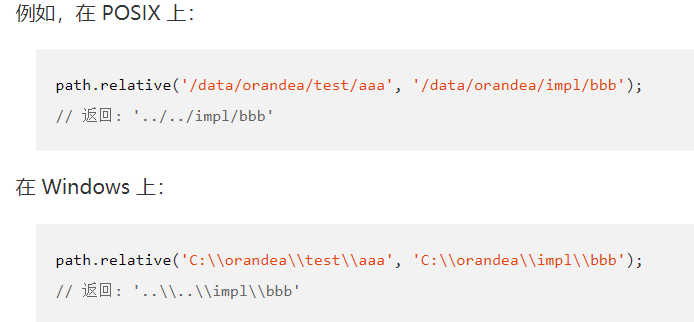 例如，在 POSIX 上：
path.relative('/data/orandea/test/aaa', '/data/orandea/impl/bbb');
// 返回: '../../impl/bbb'
在 Windows 上：
path.relative('C:\\orandea\\test\\aaa', 'C:\\orandea\\impl\\bbb');
// 返回: '..\\..\\impl\\bbb'